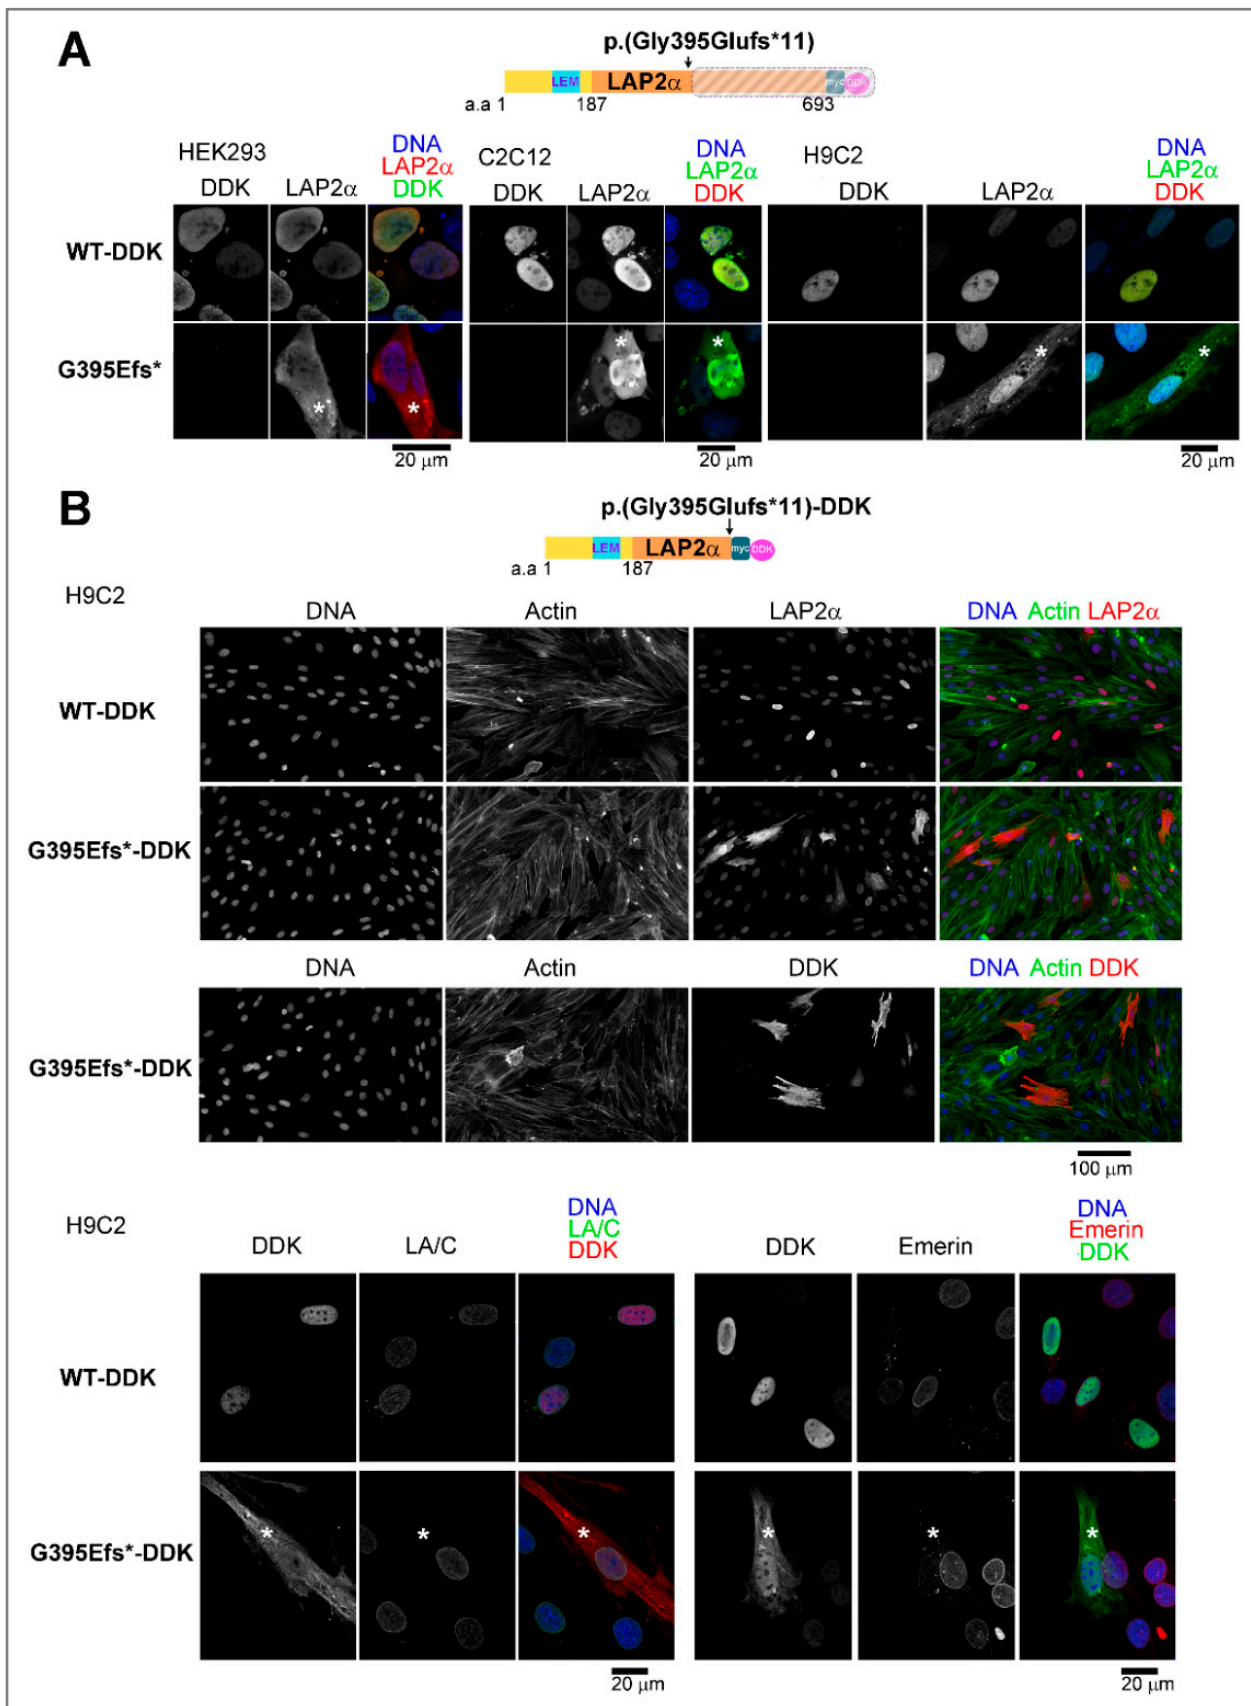 A
p.(Gly395Glufs*11)
LEM LAP2α myc DDK
a.a 1 187 693
HEK293
DDK LAP2α
DNA
LAP2α
DDK
C2C12
DDK LAP2α
DNA
LAP2α
DDK
H9C2
DDK LAP2α
DNA
LAP2α
DDK
WT-DDK
G395Efs*
* * * * * *
20 μm 20 μm 20 μm
B
p.(Gly395Glufs*11)-DDK
LEM LAP2α myc DDK
a.a 1 187
H9C2
DNA Actin LAP2α DNA Actin LAP2α
WT-DDK
G395Efs*-DDK
DNA Actin DDK DNA Actin DDK
G395Efs*-DDK
100 μm
H9C2
DDK LA/C
DNA
LA/C
DDK
DDK Emerin
DNA
Emerin
DDK
WT-DDK
G395Efs*-DDK
* * * * * *
20 μm 20 μm